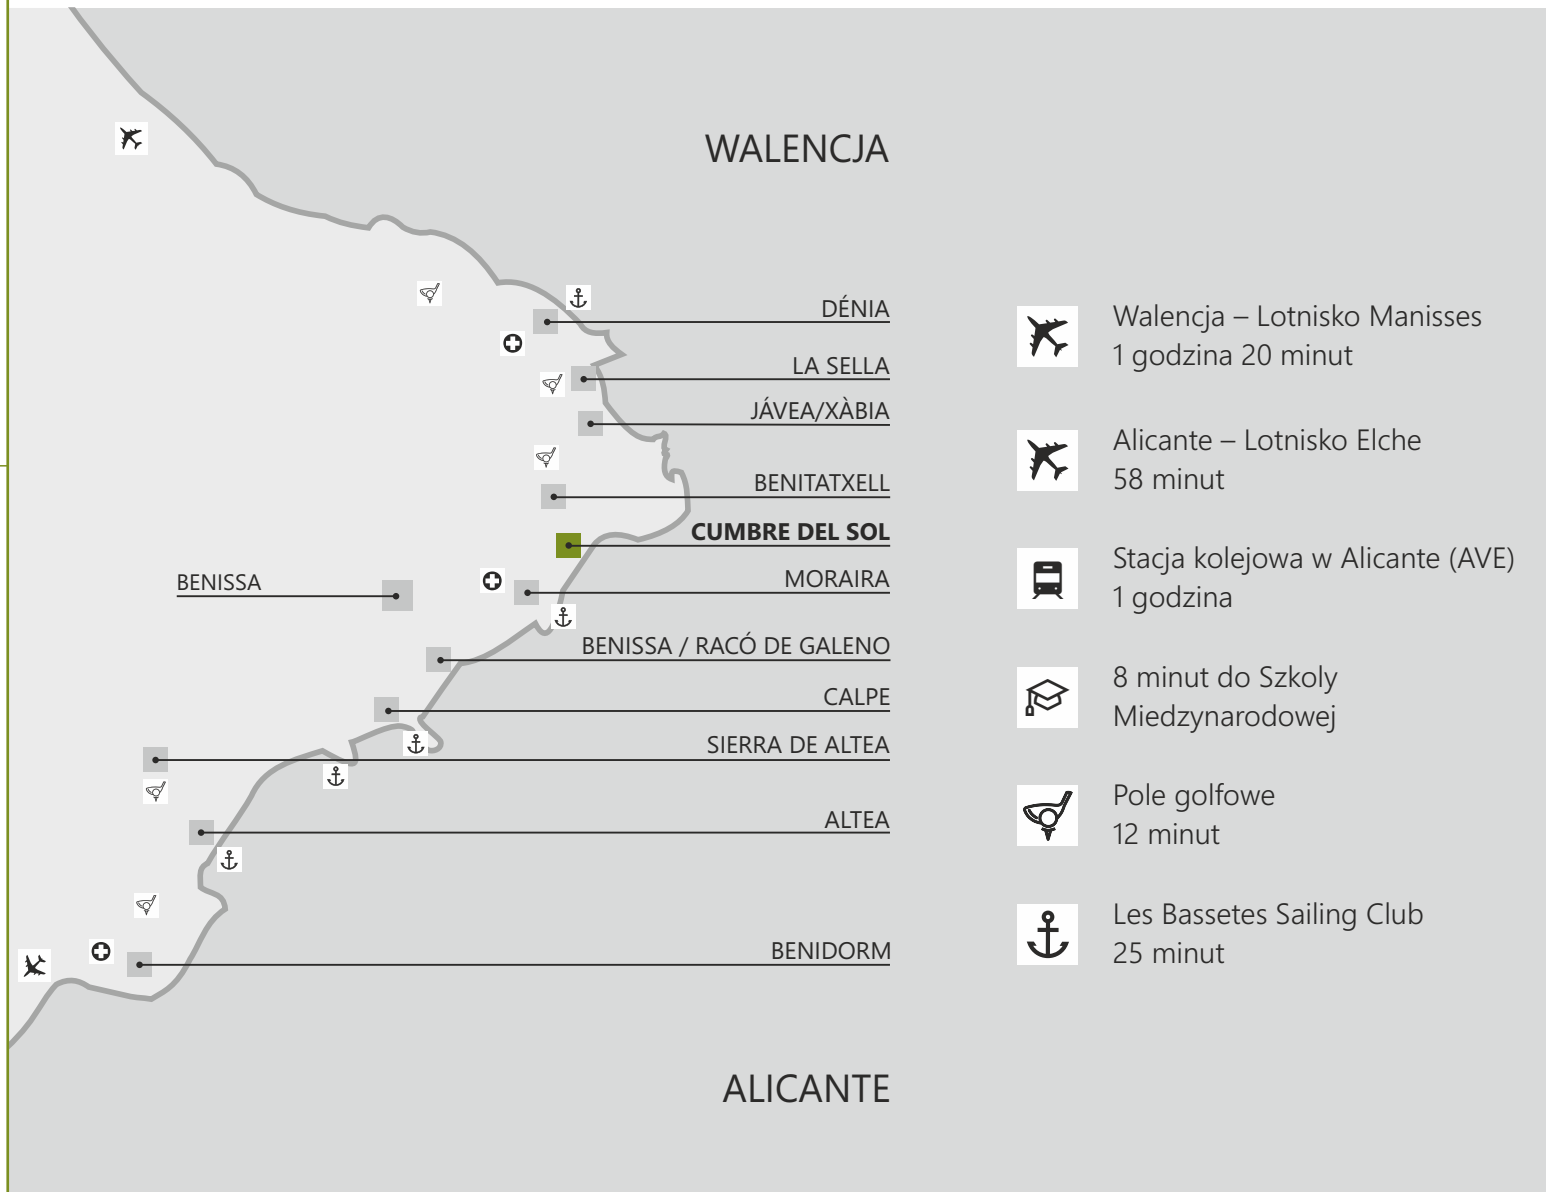 WALENCJA
DÉNIA
LA SELLA
JÁVEA/XÀBIA
BENITATXELL
CUMBRE DEL SOL
MORAIRA
BENISSA
BENISSA / RACÓ DE GALENO
CALPE
SIERRA DE ALTEA
ALTEA
BENIDORM
ALICANTE
Walencja – Lotnisko Manisses
1 godzina 20 minut
Alicante – Lotnisko Elche
58 minut
Stacja kolejowa w Alicante (AVE)
1 godzina
8 minut do Szkoly
Miedzynarodowej
Pole golfowe
12 minut
Les Bassetes Sailing Club
25 minut